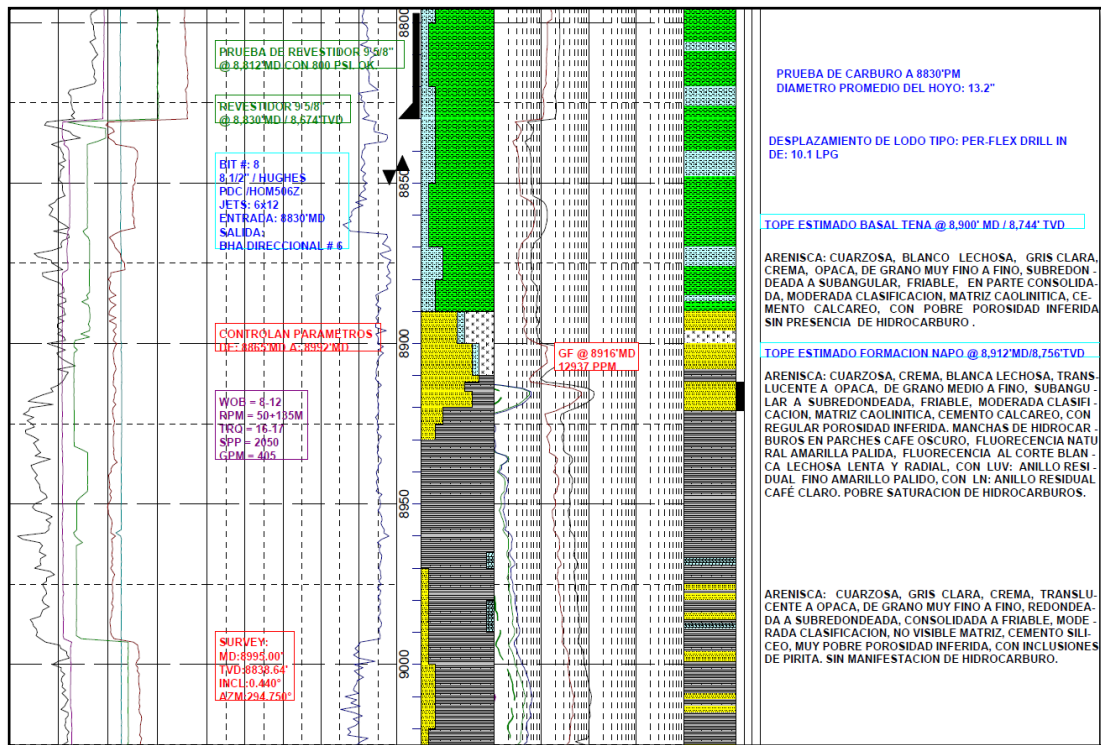 8800
PRUEBA DE REVESTIDOR 9 5/8"
@ 8,812'MD CON 800 PSI. OK
REVESTIDOR 9 5/8"
@ 8,830'MD / 8,674'TVD
BIT #: 8
8 1/2" / HUGHES
PDC /HOM506Z
JETS: 6x12
ENTRADA: 8830'MD
SALIDA:
BHA DIRECCIONAL # 6
8850
CONTROLAN PARAMETROS
DE: 8865'MD A: 8992'MD
8900
WOB = 8-12
RPM = 50+135M
TRQ = 16-17
SPP = 2050
GPM = 405
8950
SURVEY:
MD:8995.00'
TVD:8838.64'
INCL:0.440°
AZM:294.750°
9000
GF @ 8916'MD
12937 PPM
PRUEBA DE CARBURO A 8830'PM
DIAMETRO PROMEDIO DEL HOYO: 13.2"
DESPLAZAMIENTO DE LODO TIPO: PER-FLEX DRILL IN
DE: 10.1 LPG
TOPE ESTIMADO BASAL TENA @ 8,900' MD / 8,744' TVD
ARENISCA: CUARZOSA, BLANCO LECHOSA, GRIS CLARA,
CREMA, OPACA, DE GRANO MUY FINO A FINO, SUBREDON -
DEADA A SUBANGULAR, FRIABLE, EN PARTE CONSOLIDA-
DA, MODERADA CLASIFICACION, MATRIZ CAOLINITICA, CE-
MENTO CALCAREO, CON POBRE POROSIDAD INFERIDA
SIN PRESENCIA DE HIDROCARBURO .
TOPE ESTIMADO FORMACION NAPO @ 8,912'MD/8,756'TVD
ARENISCA: CUARZOSA, CREMA, BLANCA LECHOSA, TRANS-
LUCENTE A OPACA, DE GRANO MEDIO A FINO, SUBANGU-
LAR A SUBREDONDEADA, FRIABLE, MODERADA CLASIFI -
CACION, MATRIZ CAOLINITICA, CEMENTO CALCAREO, CON
REGULAR POROSIDAD INFERIDA. MANCHAS DE HIDROCAR -
BUROS EN PARCHES CAFE OSCURO, FLUORECENCIA NATU
RAL AMARILLA PALIDA, FLUORECENCIA AL CORTE BLAN -
CA LECHOSA LENTA Y RADIAL, CON LUV: ANILLO RESI -
DUAL FINO AMARILLO PALIDO, CON LN: ANILLO RESIDUAL
CAFÉ CLARO. POBRE SATURACION DE HIDROCARBUROS.
ARENISCA: CUARZOSA, GRIS CLARA, CREMA, TRANSLU-
CENTE A OPACA, DE GRANO MUY FINO A FINO, REDONDEA-
DA A SUBREDONDEADA, CONSOLIDADA A FRIABLE, MODE -
RADA CLASIFICACION, NO VISIBLE MATRIZ, CEMENTO SILI -
CEO, MUY POBRE POROSIDAD INFERIDA, CON INCLUSIONES
DE PIRITA. SIN MANIFESTACION DE HIDROCARBURO.